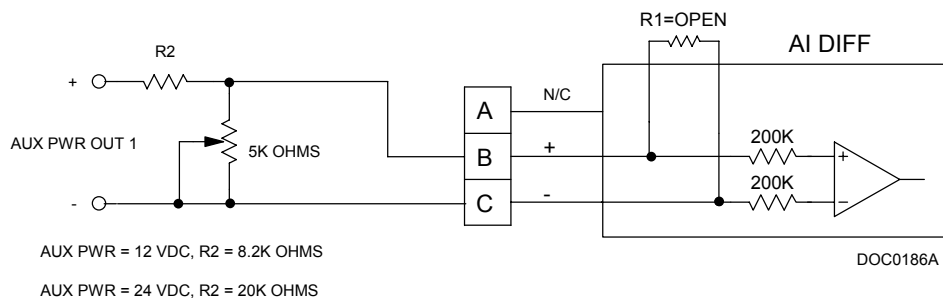 R1=OPEN
AI DIFF
R2
+
A
N/C
AUX PWR OUT 1
5K OHMS
B
+
200K
+
C
-
200K
-
-
AUX PWR = 12 VDC, R2 = 8.2K OHMS
DOC0186A
AUX PWR = 24 VDC, R2 = 20K OHMS